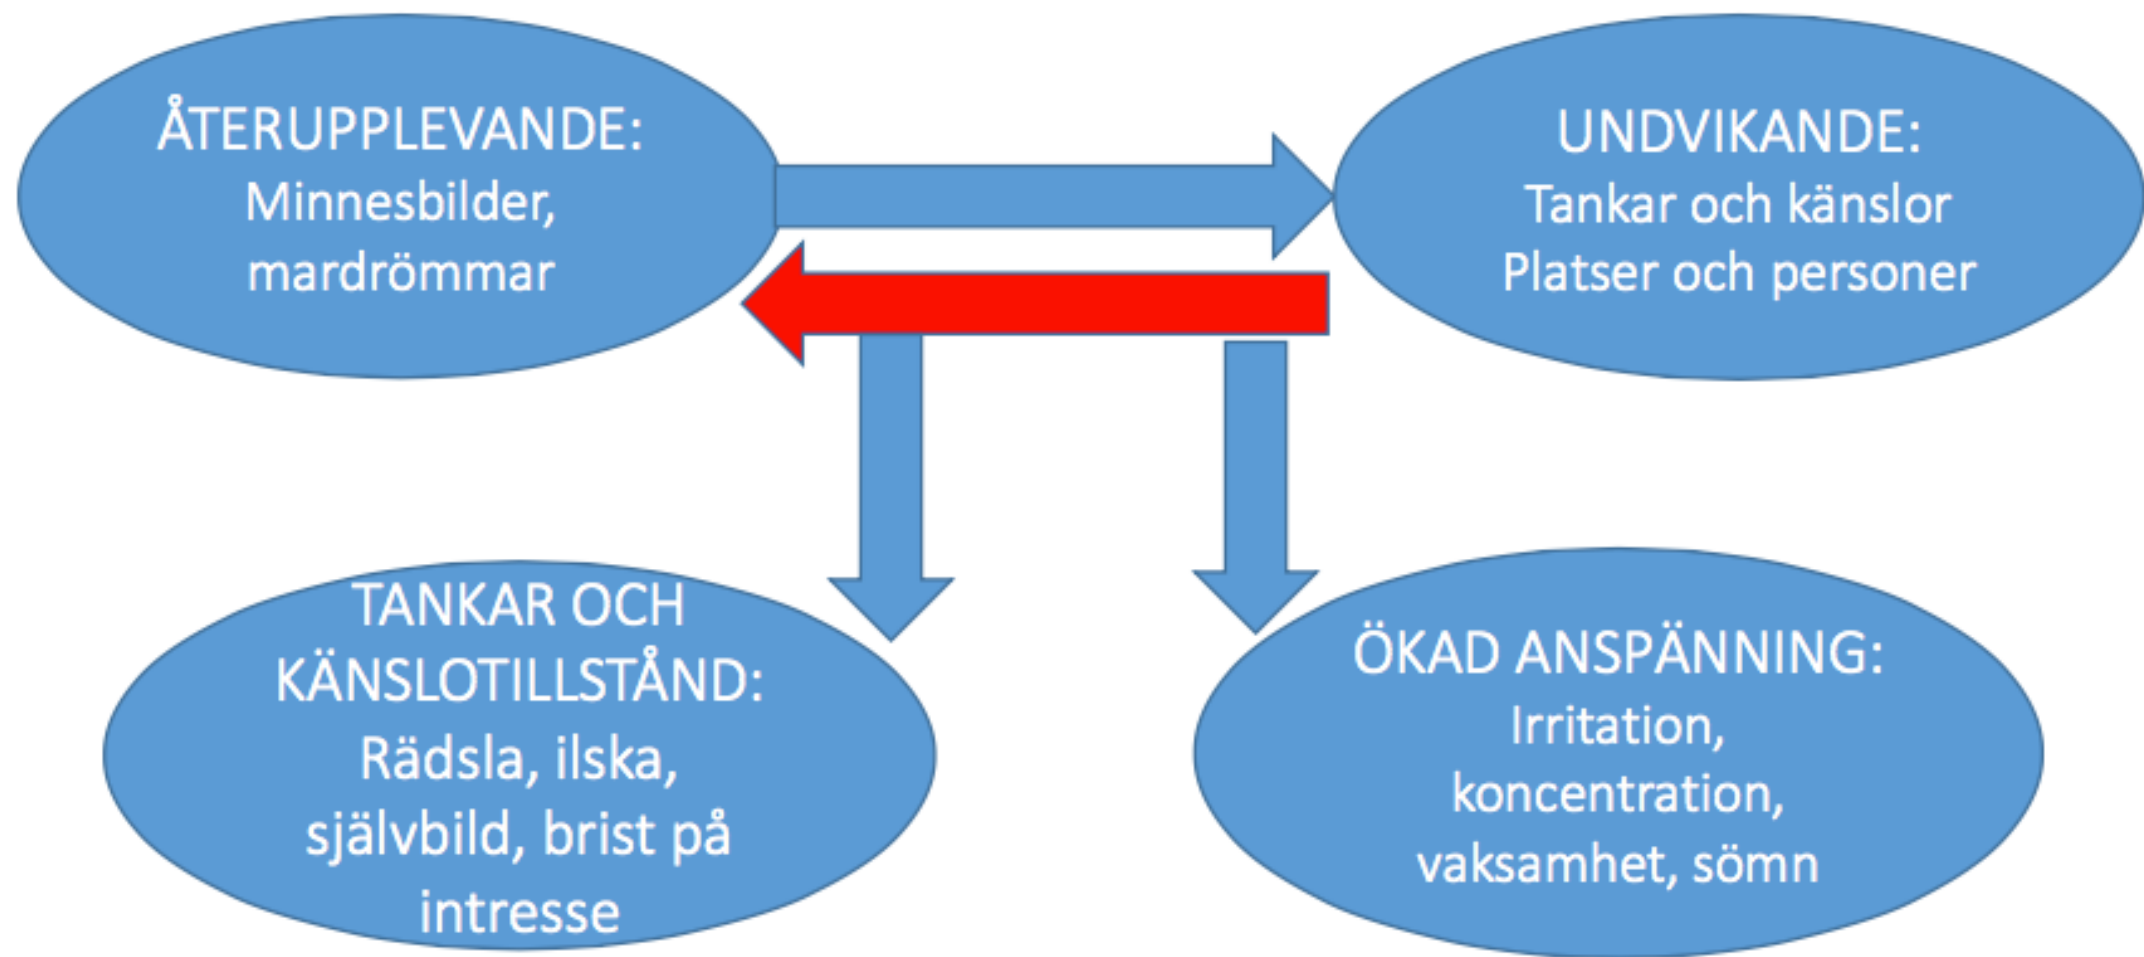 ÅTERUPPLEVANDE:
Minnesbilder,
mardrömmar
UNDVIKANDE:
Tankar och känslor
Platser och personer
TANKAR OCH
KÄNSLOTILLSTÅND:
Rädsla, ilska,
självbild, brist på
intresse
ÖKAD ANSPÄNNING:
Irritation,
koncentration,
vaksamhet, sömn